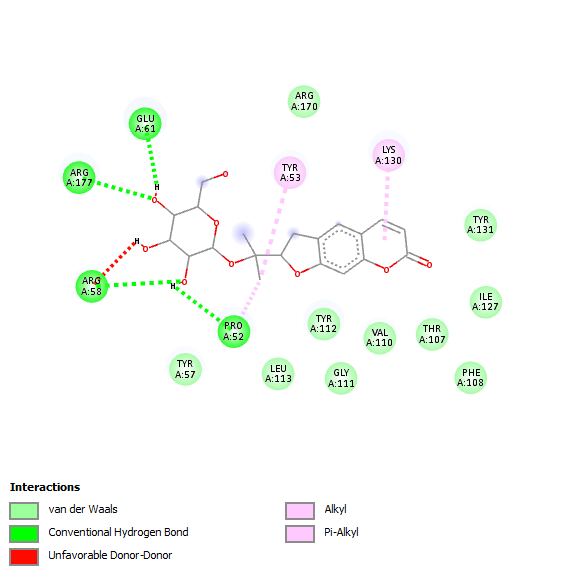 ARG
A:170
GLU
A:61
LYS
A:130
TYR
A:53
ARG
A:177
H
O
O
O
TYR
A:131
H
O
O
O
O
O
O
ARG
A:58
H
O
ILE
A:127
PRO
A:52
TYR
A:112
VAL
A:110
THR
A:107
TYR
A:57
LEU
A:113
GLY
A:111
PHE
A:108
Interactions
van der Waals
Conventional Hydrogen Bond
Unfavorable Donor-Donor
Alkyl
Pi-Alkyl